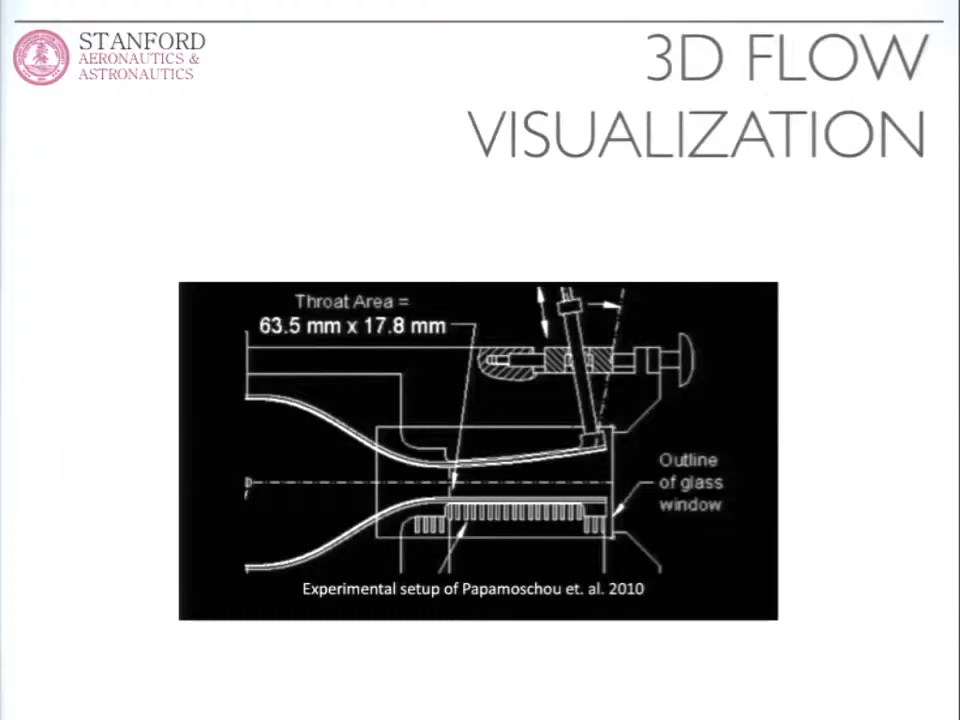 STANFORD
AERONAUTICS &
ASTRONAUTICS
3D FLOW
VISUALIZATION
Throat Area =
63.5 mm x 17.8 mm
Outline
of glass
window
Experimental setup of Papamoschou et. al. 2010